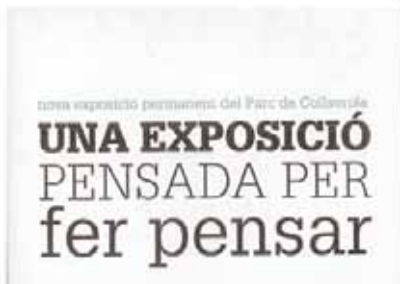 nova exposició permanent del Parc de Collserola
UNA EXPOSICIÓ
PENSADA PER
fer pensar